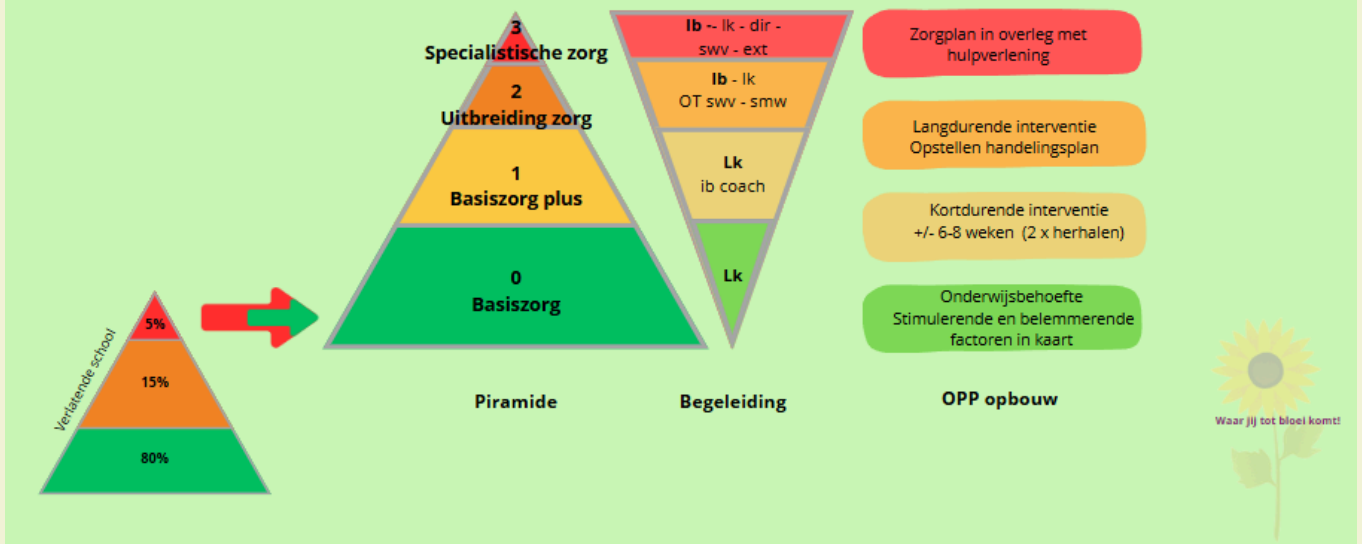 3
Specialistische zorg
2
Uitbreiding zorg
1
Basiszorg plus
0
Basiszorg
Piramide
Ib -- lk - dir -
swv - ext
Ib - lk
OT swv - smw
Lk
ib coach
Lk
Begeleiding
Zorgplan in overleg met
hulpverlening
Langdurende interventie
Opstellen handelingsplan
Kortdurende interventie
+/- 6-8 weken (2 x herhalen)
Onderwijsbehoefte
Stimulerende en belemmerende
factoren in kaart
OPP opbouw
Verlatende school
5%
15%
80%
Waar jij tot bloei komt!